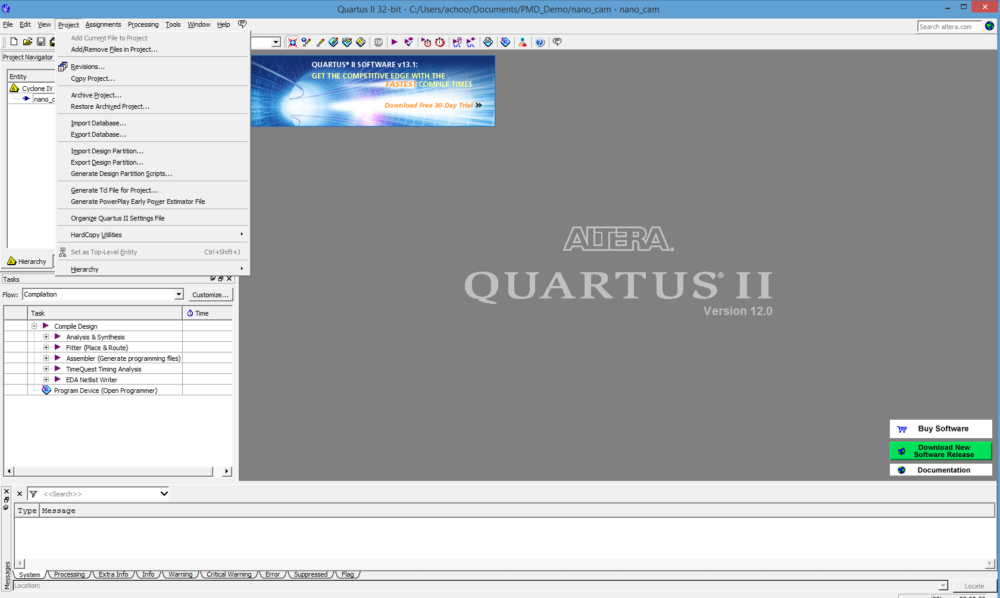 Quartus II 32-bit - C:/Users/achoo/Documents/PMD_Demo/nano_cam - nano_cam
File Edit View Project Assignments Processing Tools Window Help
Search altera.com
Add Current File to Project
Add/Remove Files in Project...
Revisions...
Copy Project...
Archive Project...
Restore Archived Project...
Import Database...
Export Database...
Import Design Partition...
Export Design Partition...
Generate Design Partition Scripts...
Generate Tcl File for Project...
Generate PowerPlay Early Power Estimator File
Organize Quartus II Settings File
HardCopy Utilities
Set as Top-Level Entity Ctrl+Shift+J
Hierarchy
Project Navigator
Entity
Cyclone IV
nano_c
Hierarchy
STOP
QUARTUS® II SOFTWARE v13.1:
GET THE COMPETITIVE EDGE WITH THE
FASTEST COMPILE TIMES
Download Free 30-Day Trial
ALTERA®
QUARTUS® II
Version 12.0
Tasks
Flow: Compilation Customize...
Task Time
Compile Design
Analysis & Synthesis
Fitter (Place & Route)
Assembler (Generate programming files)
TimeQuest Timing Analysis
EDA Netlist Writer
Program Device (Open Programmer)
Buy Software
Download New
Software Release
Documentation
<<Search>>
Type Message
Messages
System Processing Extra Info Info Warning Critical Warning Error Suppressed Flag
Location: Locate